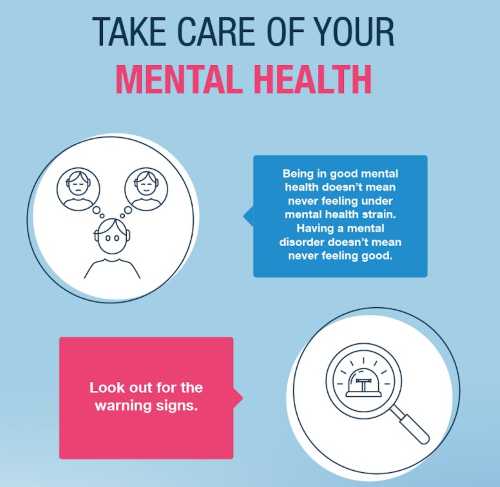 TAKE CARE OF YOUR
MENTAL HEALTH
Being in good mental
health doesn't mean
never feeling under
mental health strain.
Having a mental
disorder doesn't mean
never feeling good.
Look out for the
warning signs.